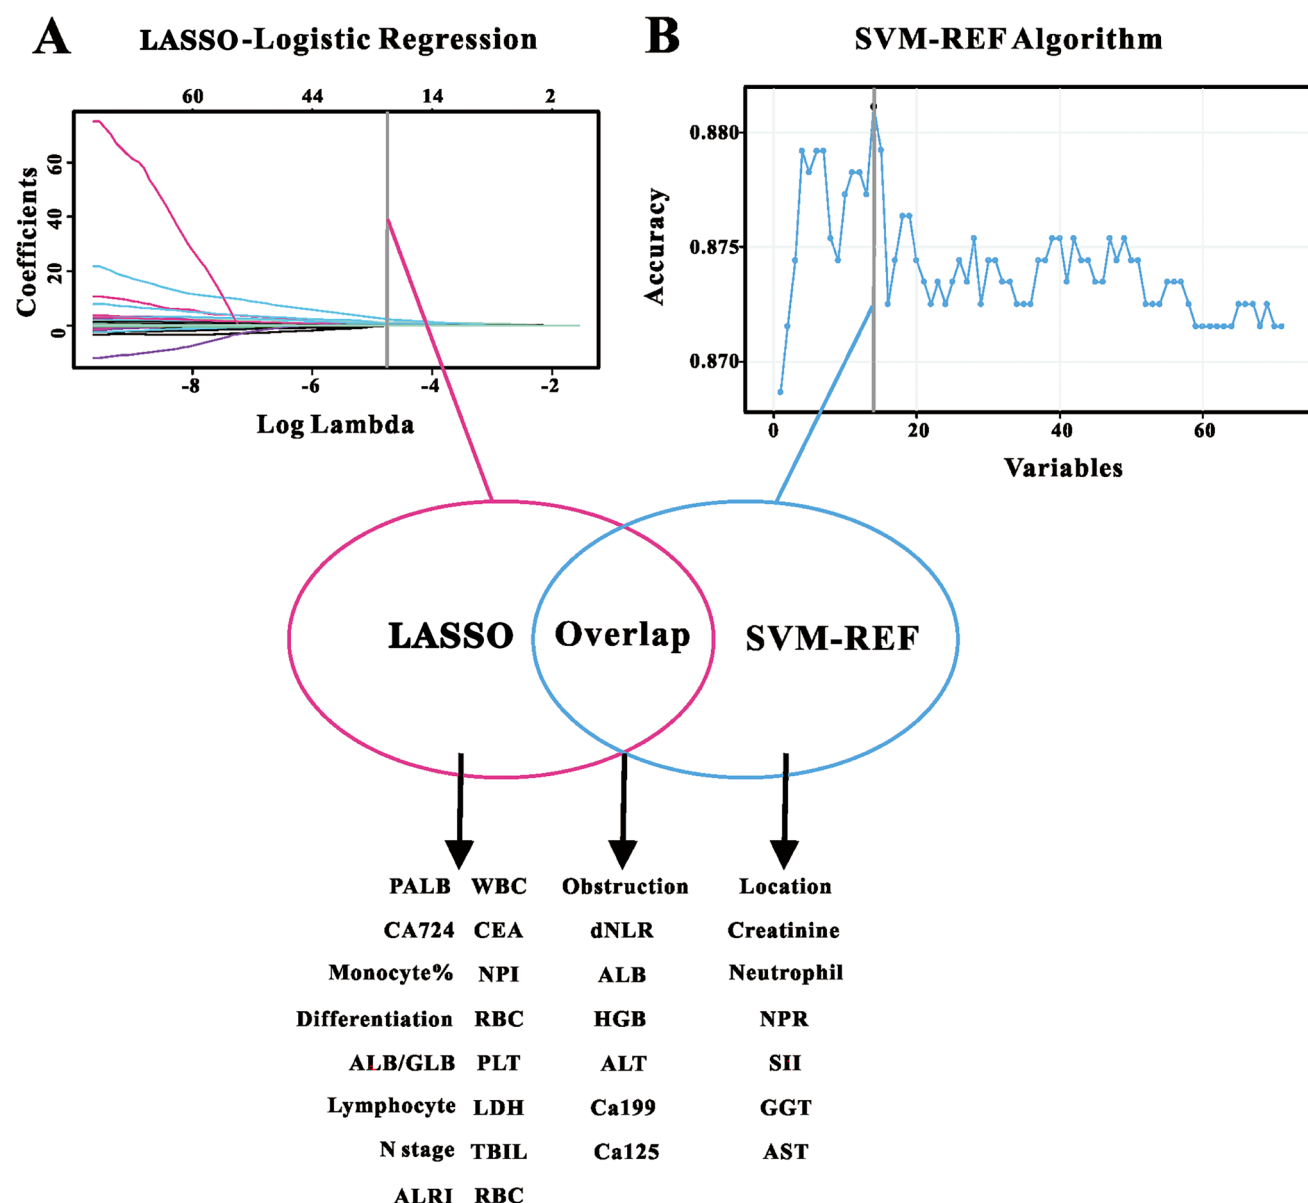 A
LASSO-Logistic Regression
60 44 14 2
Coefficients
60
40
20
0
-8 -6 -4 -2
Log Lambda
B
SVM-REF Algorithm
Accuracy
0.880
0.875
0.870
0 20 40 60
Variables
LASSO Overlap SVM-REF
PALB WBC Obstruction Location
CA724 CEA dNLR Creatinine
Monocyte% NPI ALB Neutrophil
Differentiation RBC HGB NPR
ALB/GLB PLT ALT SII
Lymphocyte LDH Ca199 GGT
N stage TBIL Ca125 AST
ALRI RBC